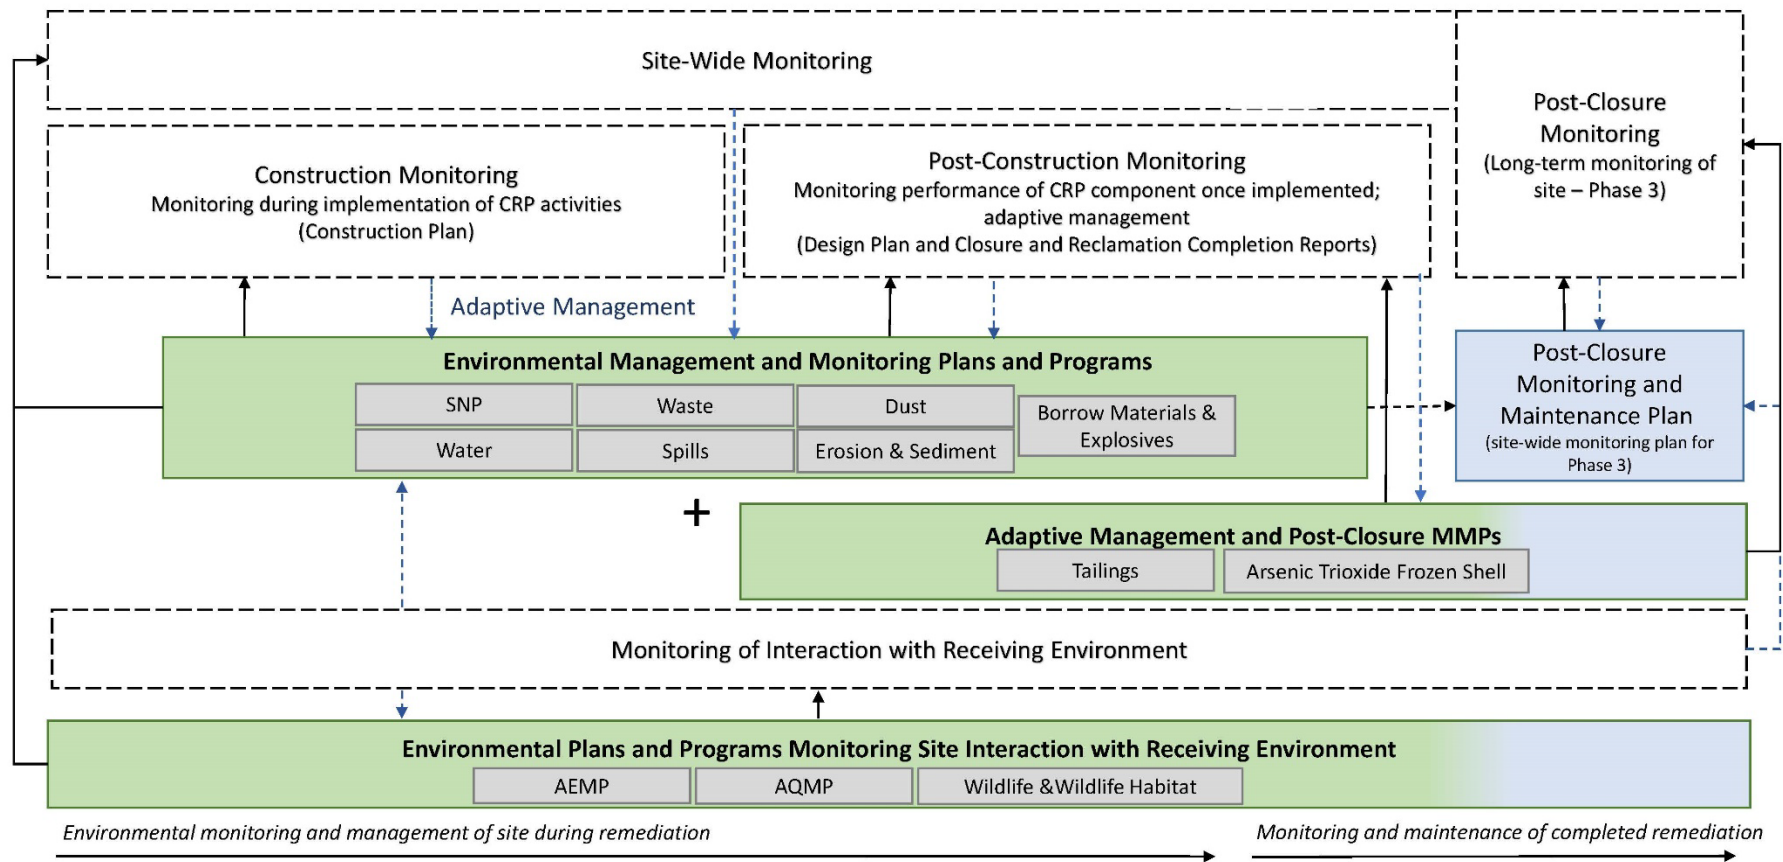 Site-Wide Monitoring
Post-Closure
Monitoring
(Long-term monitoring of
site – Phase 3)
Construction Monitoring
Monitoring during implementation of CRP activities
(Construction Plan)
Post-Construction Monitoring
Monitoring performance of CRP component once implemented;
adaptive management
(Design Plan and Closure and Reclamation Completion Reports)
Adaptive Management
Environmental Management and Monitoring Plans and Programs
SNP
Waste
Dust
Borrow Materials &
Explosives
Water
Spills
Erosion & Sediment
Post-Closure
Monitoring and
Maintenance Plan
(site-wide monitoring plan for
Phase 3)
+
Adaptive Management and Post-Closure MMPs
Tailings
Arsenic Trioxide Frozen Shell
Monitoring of Interaction with Receiving Environment
Environmental Plans and Programs Monitoring Site Interaction with Receiving Environment
AEMP
AQMP
Wildlife &Wildlife Habitat
Environmental monitoring and management of site during remediation
Monitoring and maintenance of completed remediation